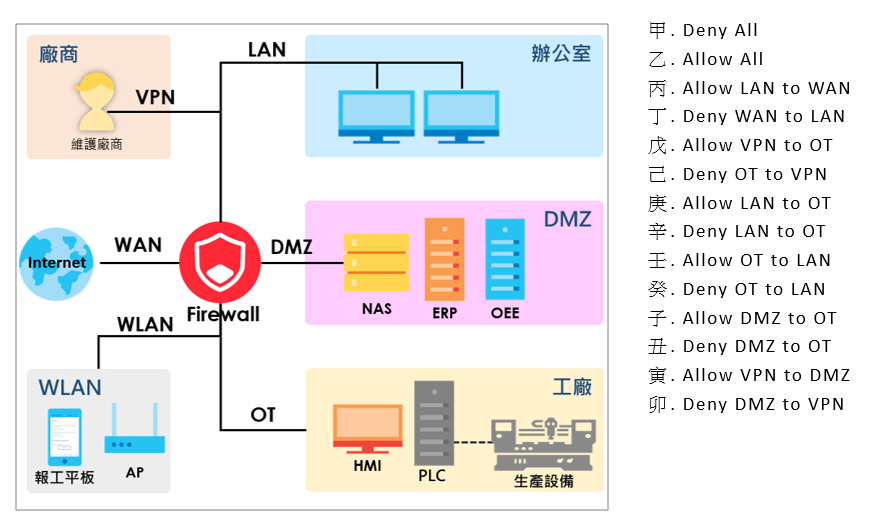 廠商
VPN
維護廠商
LAN
辦公室
Internet
WAN
Firewall
DMZ
DMZ
NAS
ERP
OEE
WLAN
WLAN
報工平板
AP
OT
工廠
HMI
PLC
生產設備
甲. Deny All
乙. Allow All
丙. Allow LAN to WAN
丁. Deny WAN to LAN
戊. Allow VPN to OT
己. Deny OT to VPN
庚. Allow LAN to OT
辛. Deny LAN to OT
壬. Allow OT to LAN
癸. Deny OT to LAN
子. Allow DMZ to OT
丑. Deny DMZ to OT
寅. Allow VPN to DMZ
卯. Deny DMZ to VPN